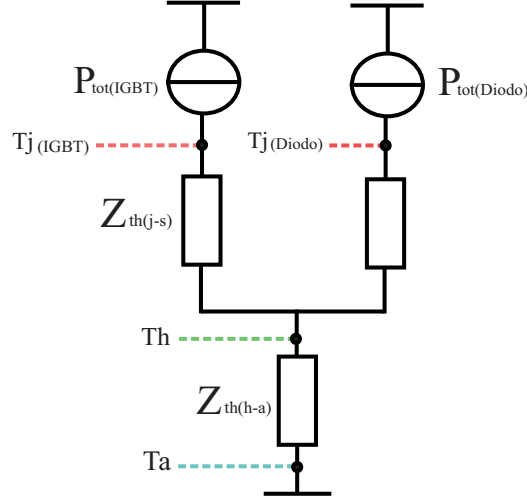 Ptot(IGBT)
Ptot(Diodo)
Tj (IGBT)
Tj(Diodo)
Zth(j-s)
Th
Zth(h-a)
Ta